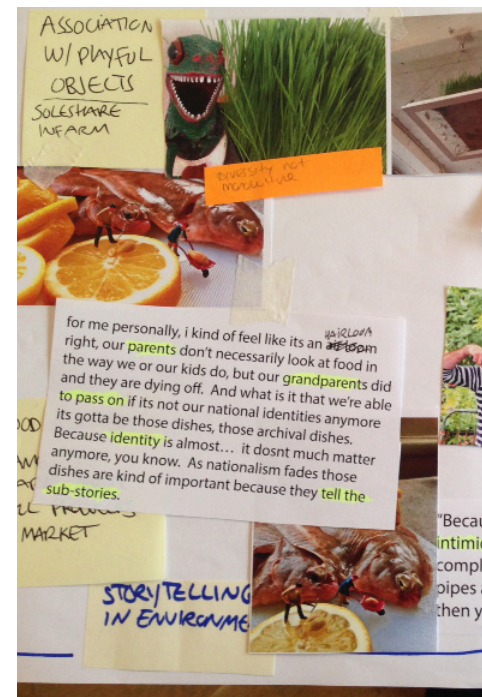 ASSOCIATION
W/ PLAYFUL
OBJECTS
SOLESHARE
INFARM
diversity not
monoculture
for me personally, i kind of feel like its an HAIRLOOM
right, our parents don't necessarily look at food in
the way we or our kids do, but our grandparents did
and they are dying off. And what is it that we're able
to pass on if its not our national identities anymore
its gotta be those dishes, those archival dishes.
Because identity is almost... it dosnt much matter
anymore, you know. As nationalism fades those
dishes are kind of important because they tell the
sub-stories.
MARKET
STORYTELLING
IN ENVIRONME
"Becau
intimid
compl
pipes a
then y